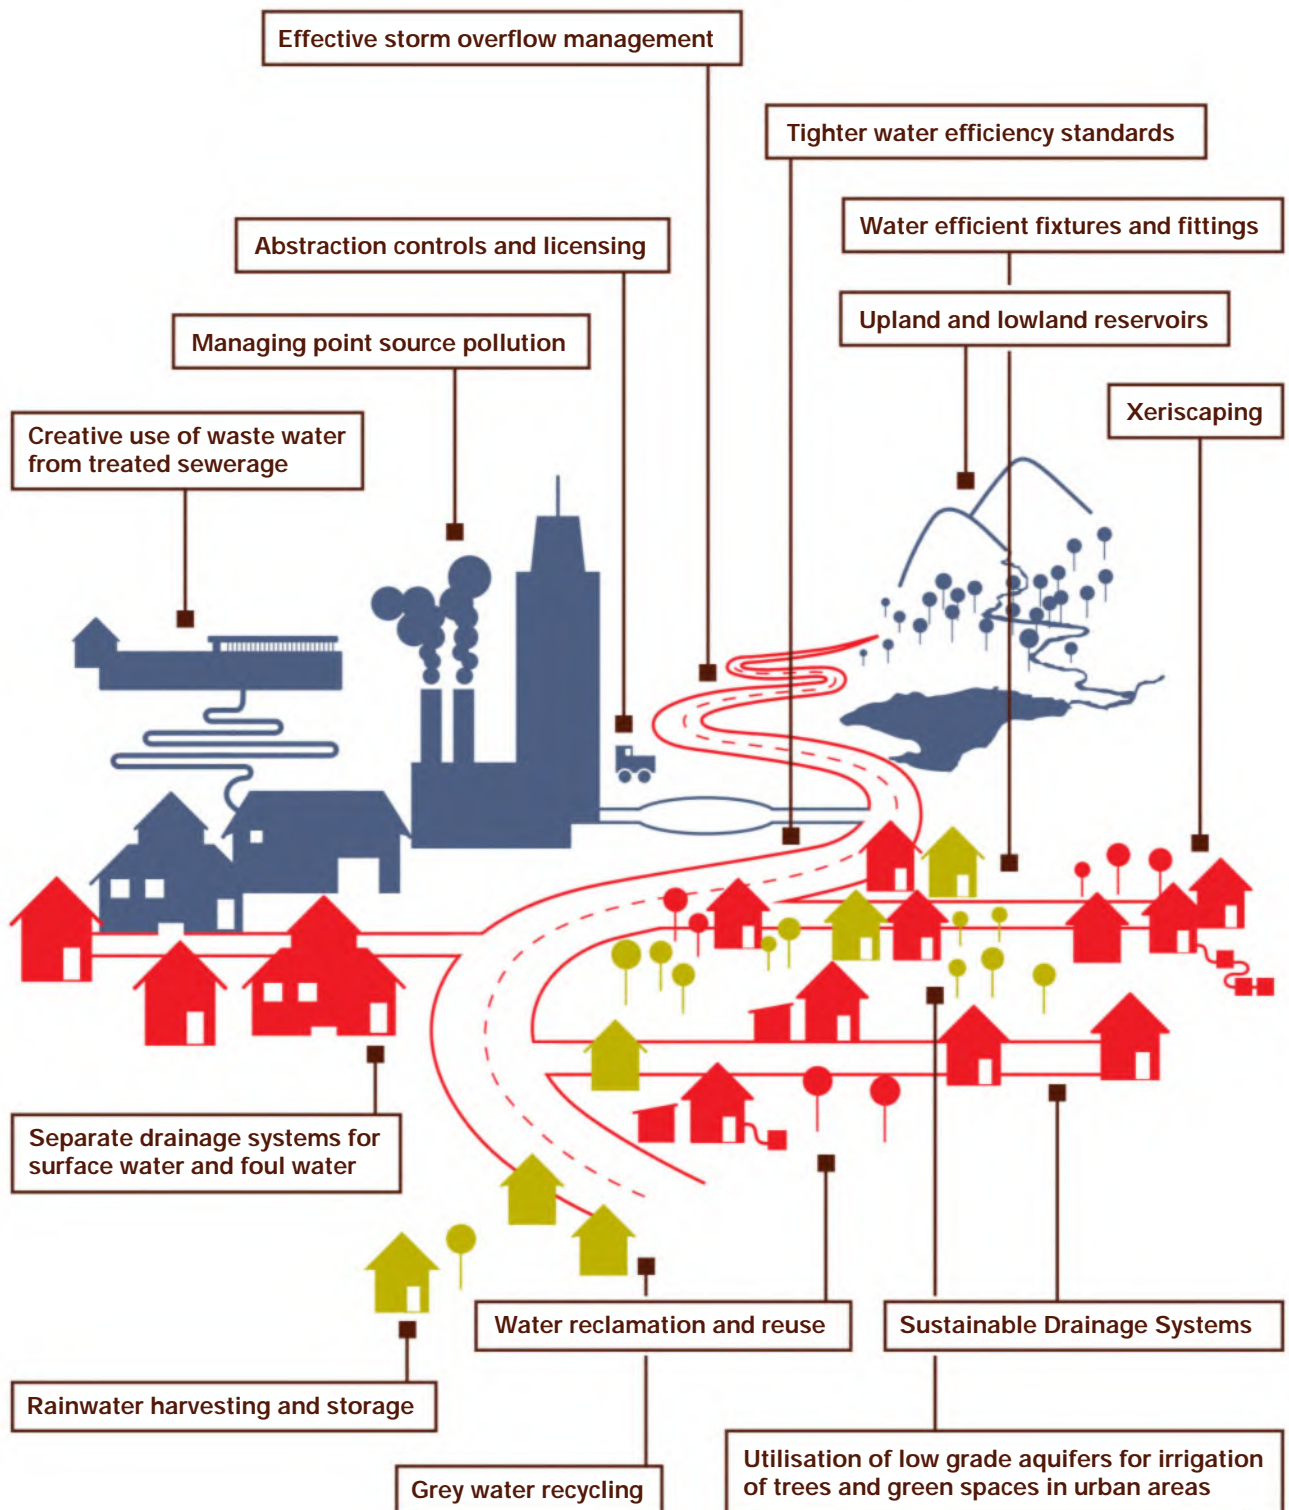 Effective storm overflow management
Tighter water efficiency standards
Water efficient fixtures and fittings
Abstraction controls and licensing
Upland and lowland reservoirs
Managing point source pollution
Xeriscaping
Creative use of waste water
from treated sewerage
Separate drainage systems for
surface water and foul water
Water reclamation and reuse
Sustainable Drainage Systems
Rainwater harvesting and storage
Utilisation of low grade aquifers for irrigation
of trees and green spaces in urban areas
Grey water recycling